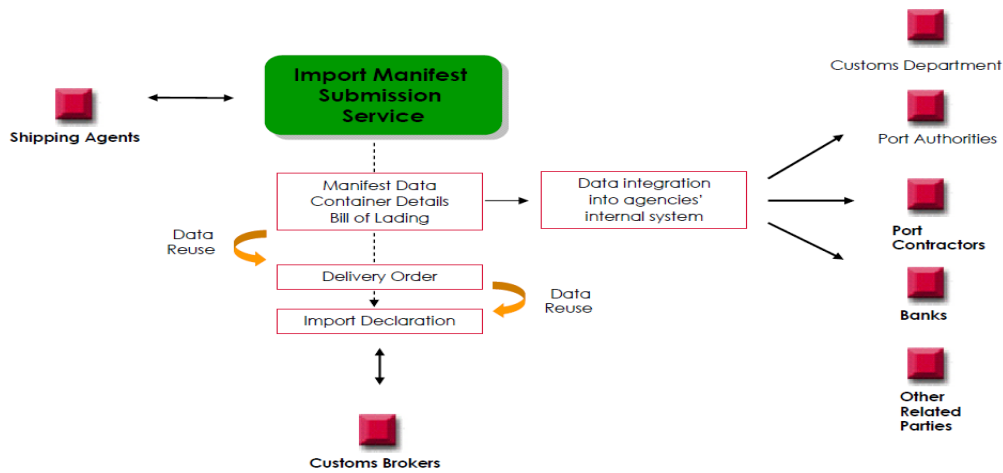 Import Manifest
Submission
Service
Shipping Agents
Manifest Data
Container Details
Bill of Lading
Data integration
into agencies'
internal system
Data
Reuse
Delivery Order
Data
Reuse
Import Declaration
Customs Brokers
Customs Department
Port Authorities
Port
Contractors
Banks
Other
Related
Parties